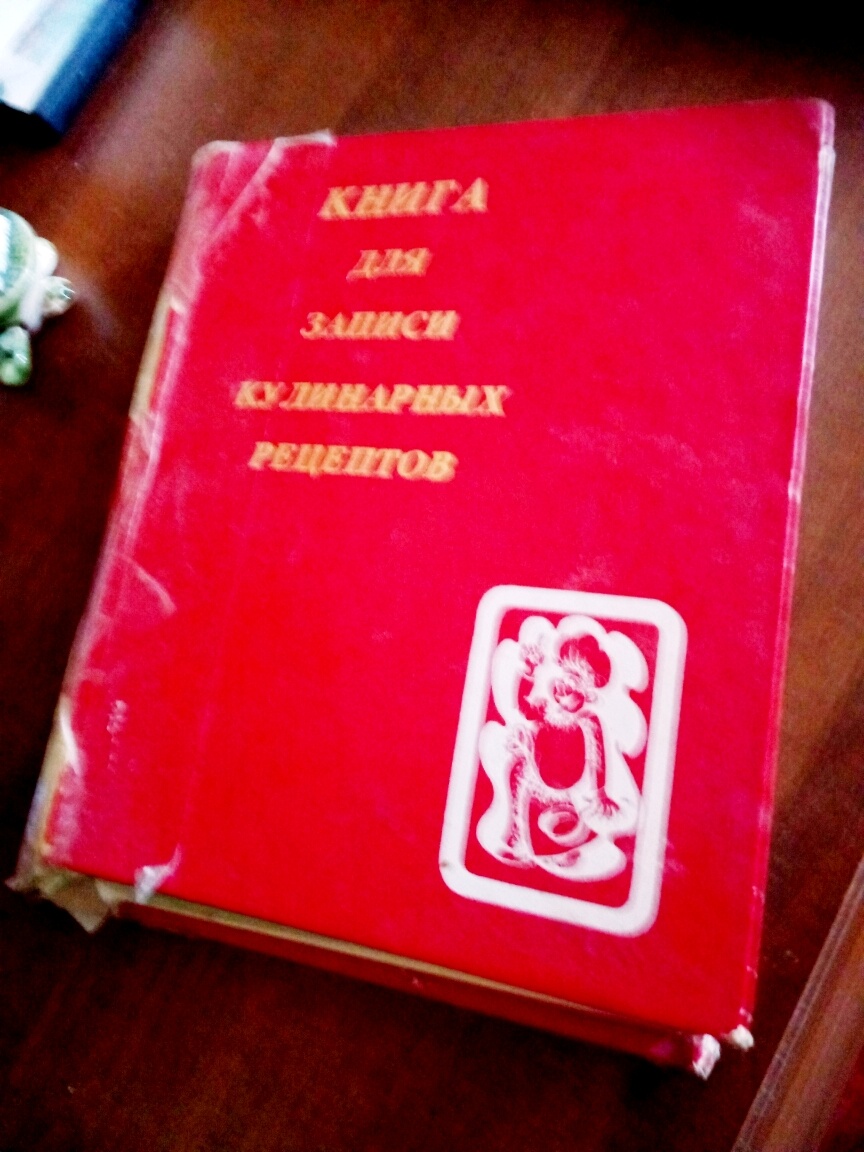 КНИГА
ДЛЯ
ЗАПИСИ
КУЛИНАРНЫХ
РЕЦЕПТОВ